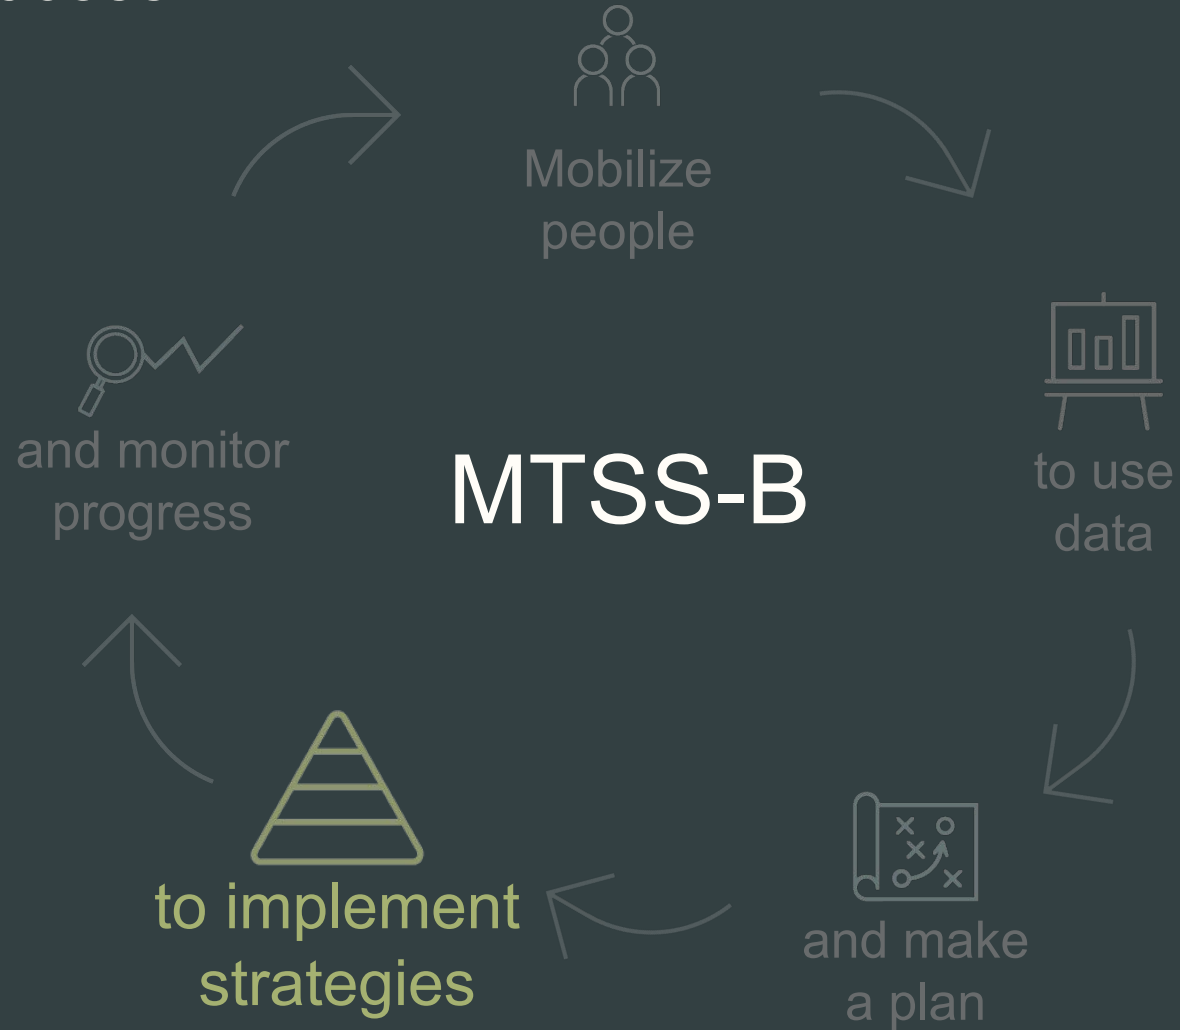 Mobilize
people
to use
data
and make
a plan
to implement
strategies
and monitor
progress
MTSS-B